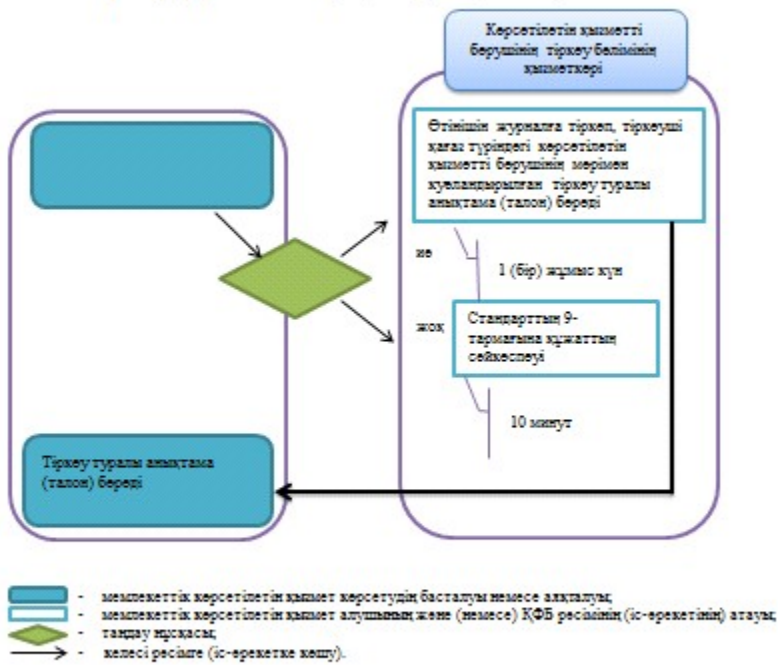 Көрсетілетін қызметті
берушінің тіркеу бөлімінің
қызметкері
Өтінішін журналға тіркеп, тіркеуші
қағаз түріндегі көрсетілетін
қызметті берушінің мөрімен
куәландырылған тіркеу туралы
анықтама (талон) береді
иә
1 (бір) жұмыс күн
жоқ
Стандарттың 9-
тармағына құжаттың
сәйкеспеуі
10 минут
Тіркеу туралы анықтама
(талон) береді
- мемлекеттік көрсетілетін қызмет көрсетудің басталуы немесе аяқталуы;
- мемлекеттік көрсетілетін қызмет алушының және (немесе) ҚФБ рәсімінің (іс-әрекетінің) атауы;
- таңдау нұсқасы;
- келесі рәсімге (іс-әрекетке көшу).